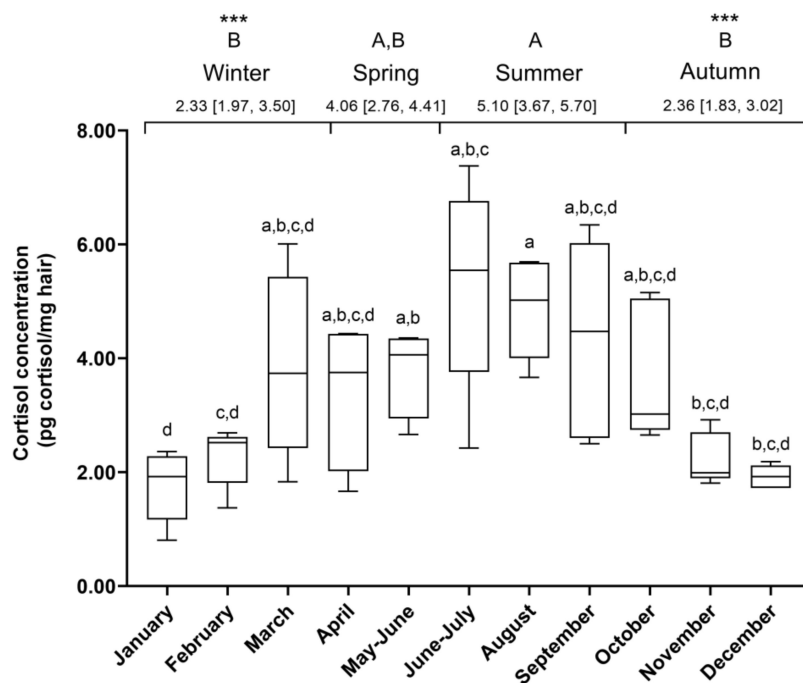 *** ***
B A,B A B
Winter Spring Summer Autumn
2.33 [1.97, 3.50] 4.06 [2.76, 4.41] 5.10 [3.67, 5.70] 2.36 [1.83, 3.02]
8.00
a,b,c
6.00
a,b,c,d a,b,c,d
a
a,b,c,d
a,b,c,d a,b
4.00
Cortisol concentration
(pg cortisol/mg hair)
d c,d b,c,d b,c,d
2.00
0.00
January February March April May-June June-July August September October November December